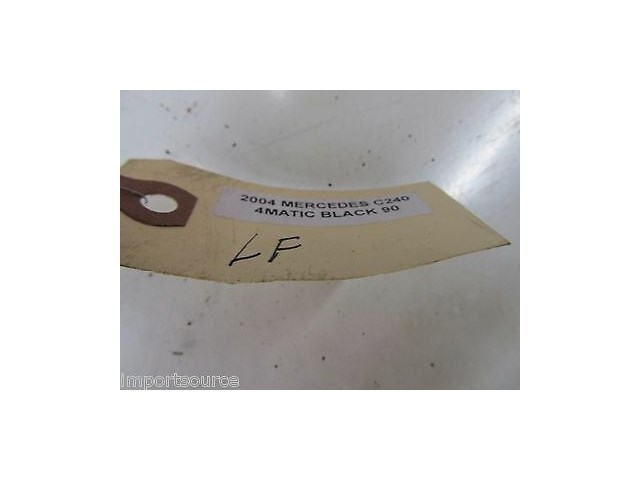 2004 MERCEDES C240
4MATIC BLACK 90
LF
importsource